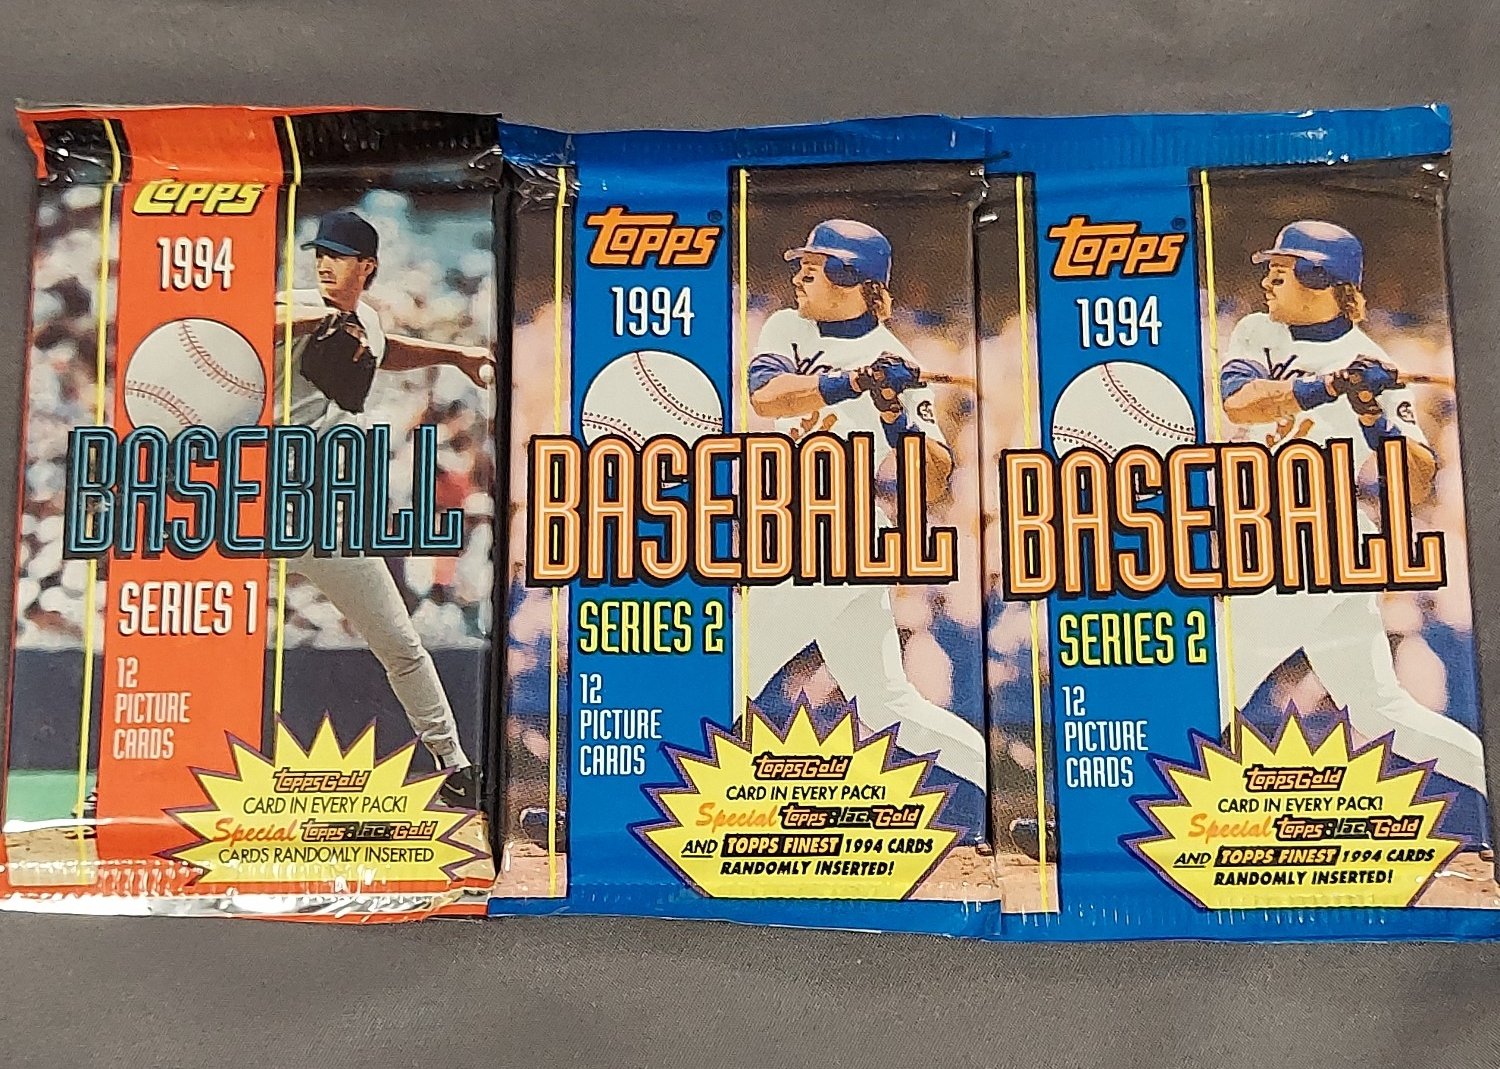 Topps
1994
BASEBALL
SERIES 1
12
PICTURE
CARDS
ToppsGold
CARD IN EVERY PACK!
Special Topps Black Gold
CARDS RANDOMLY INSERTED
Topps®
1994
BASEBALL
SERIES 2
12
PICTURE
CARDS
ToppsGold
CARD IN EVERY PACK!
Special Topps Black Gold
AND TOPPS FINEST 1994 CARDS
RANDOMLY INSERTED!
Topps®
1994
BASEBALL
SERIES 2
12
PICTURE
CARDS
ToppsGold
CARD IN EVERY PACK!
Special Topps Black Gold
AND TOPPS FINEST 1994 CARDS
RANDOMLY INSERTED!